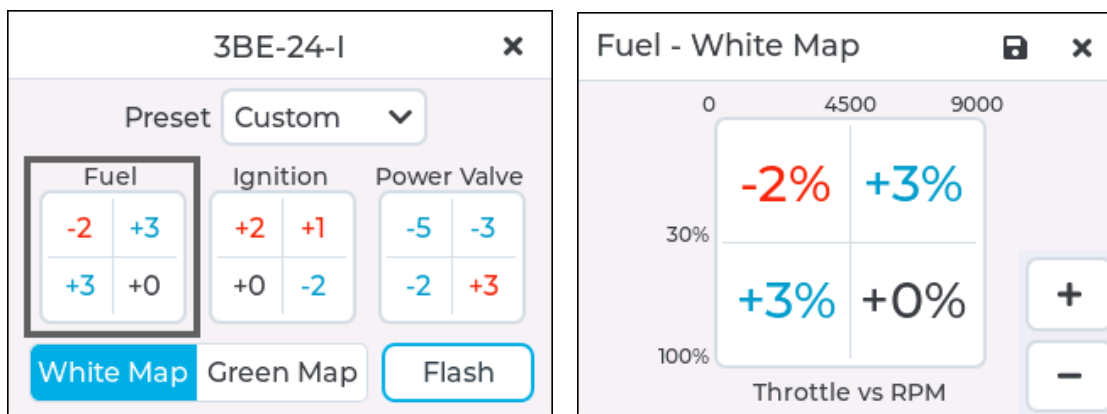 3BE-24-I
Preset Custom
Fuel Ignition Power Valve
-2 +3 +2 +1 -5 -3
+3 +0 +0 -2 -2 +3
White Map Green Map Flash
Fuel - White Map
0 4500 9000
-2% +3%
30%
+3% +0%
100%
Throttle vs RPM